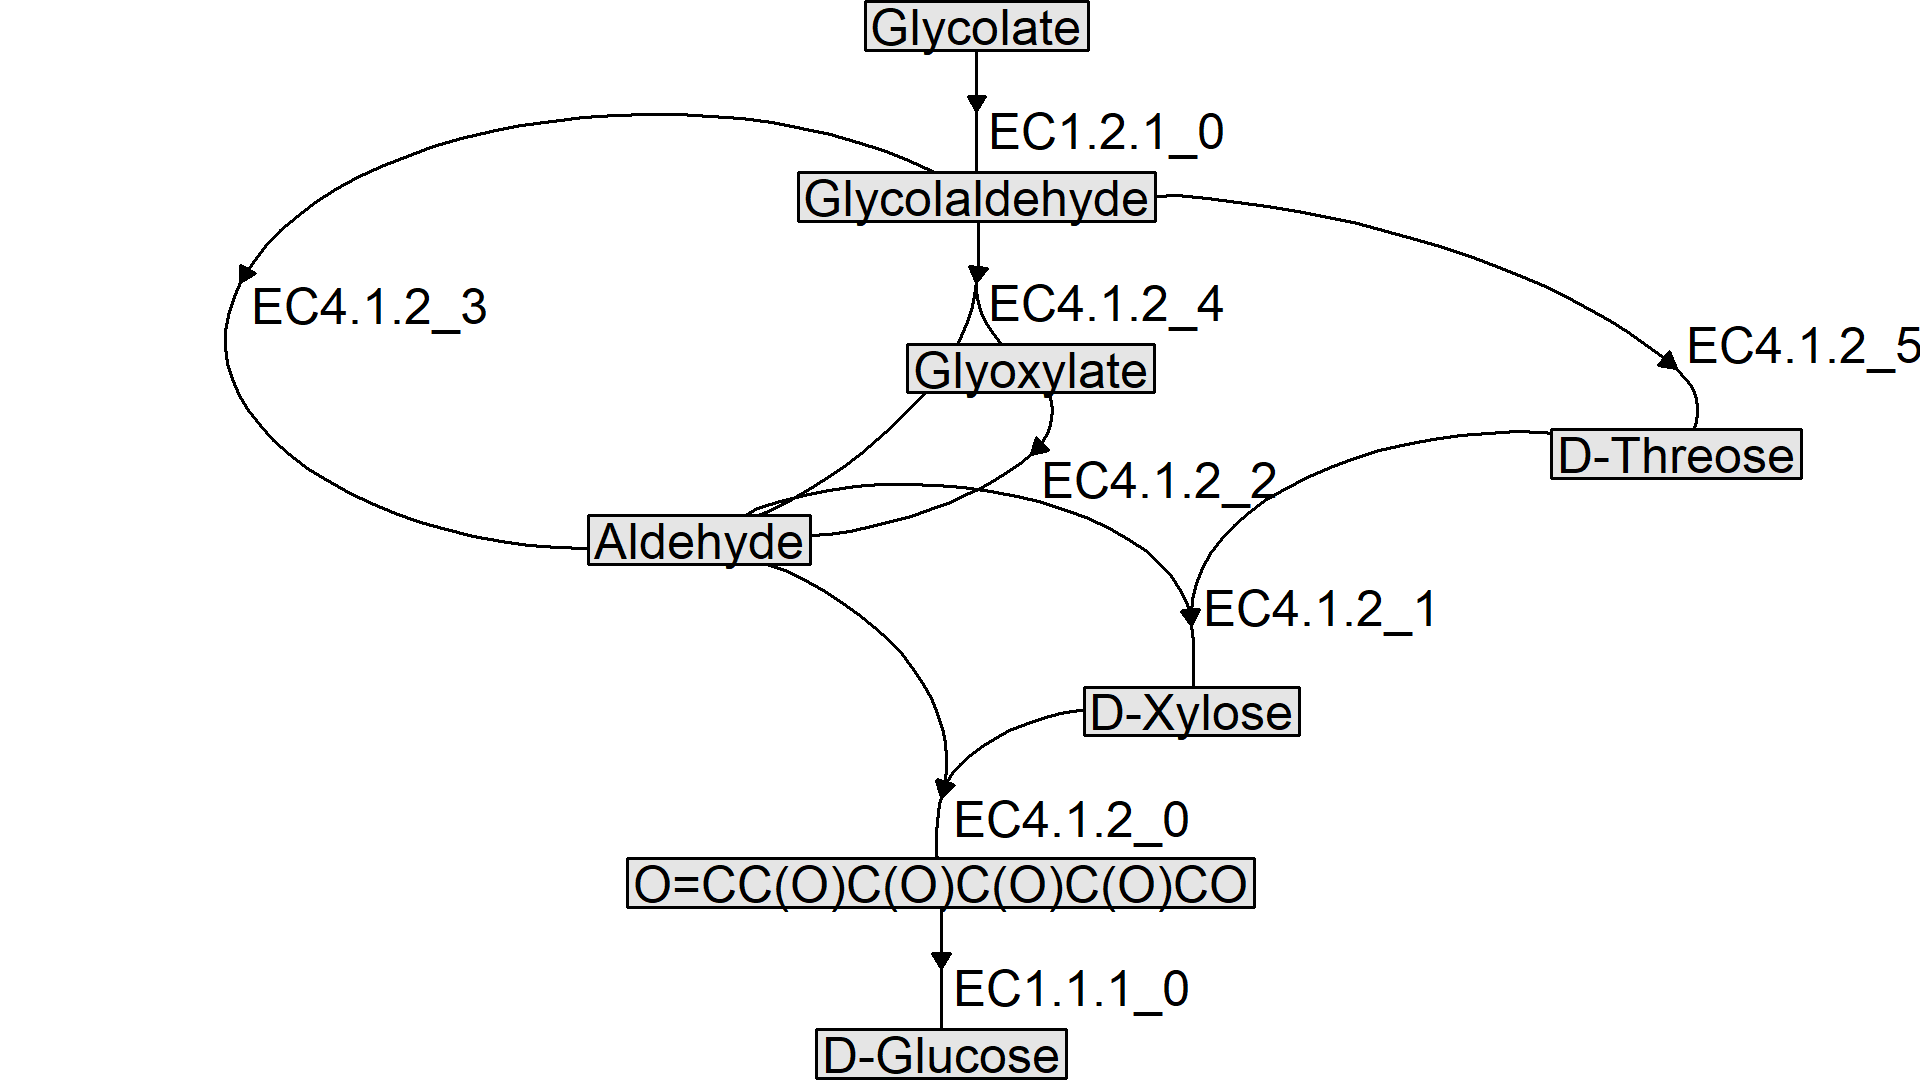 Glycolate
EC1.2.1_0
Glycolaldehyde
EC4.1.2_3
EC4.1.2_4
EC4.1.2_5
Glyoxylate
D-Threose
EC4.1.2_2
Aldehyde
EC4.1.2_1
D-Xylose
EC4.1.2_0
O=CC(O)C(O)C(O)C(O)CO
EC1.1.1_0
D-Glucose